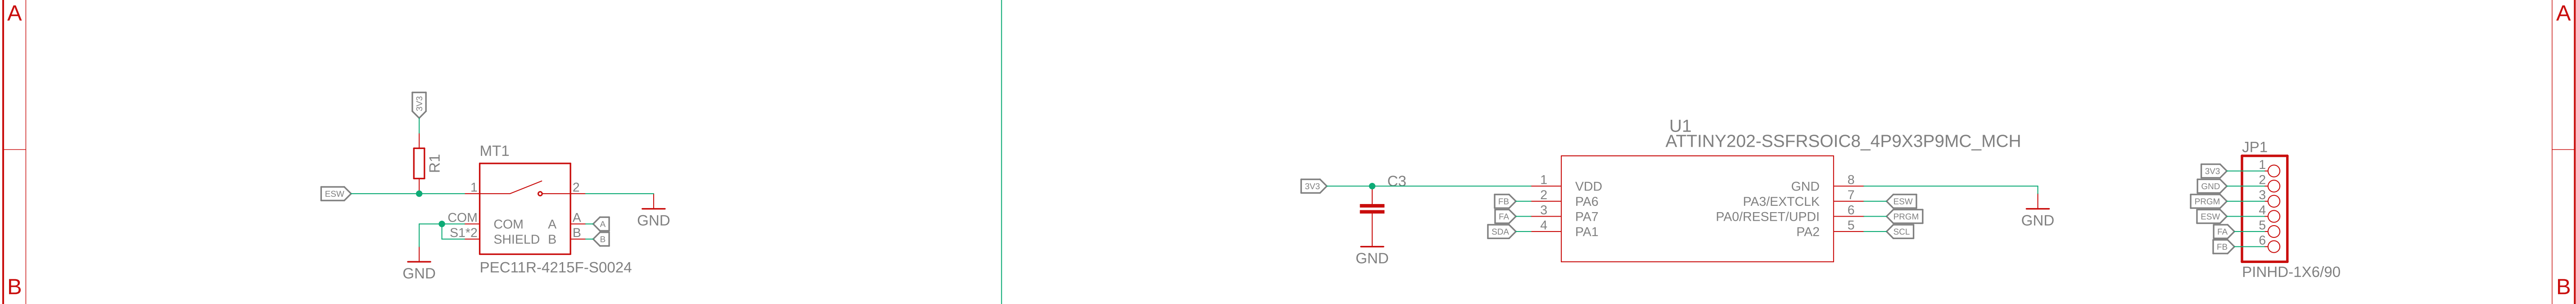 A
A
3V3
R1
MT1
ESW
1
2
COM
COM
A
A
A
S1*2
SHIELD
B
B
B
GND
GND
PEC11R-4215F-S0024
U1
ATTINY202-SSFRSOIC8_4P9X3P9MC_MCH
3V3
C3
GND
1
VDD
GND
8
FB
2
PA6
PA3/EXTCLK
7
ESW
FA
3
PA7
PA0/RESET/UPDI
6
PRGM
SDA
4
PA1
PA2
5
SCL
GND
JP1
3V3
1
GND
2
PRGM
3
ESW
4
FA
5
FB
6
PINHD-1X6/90
B
B